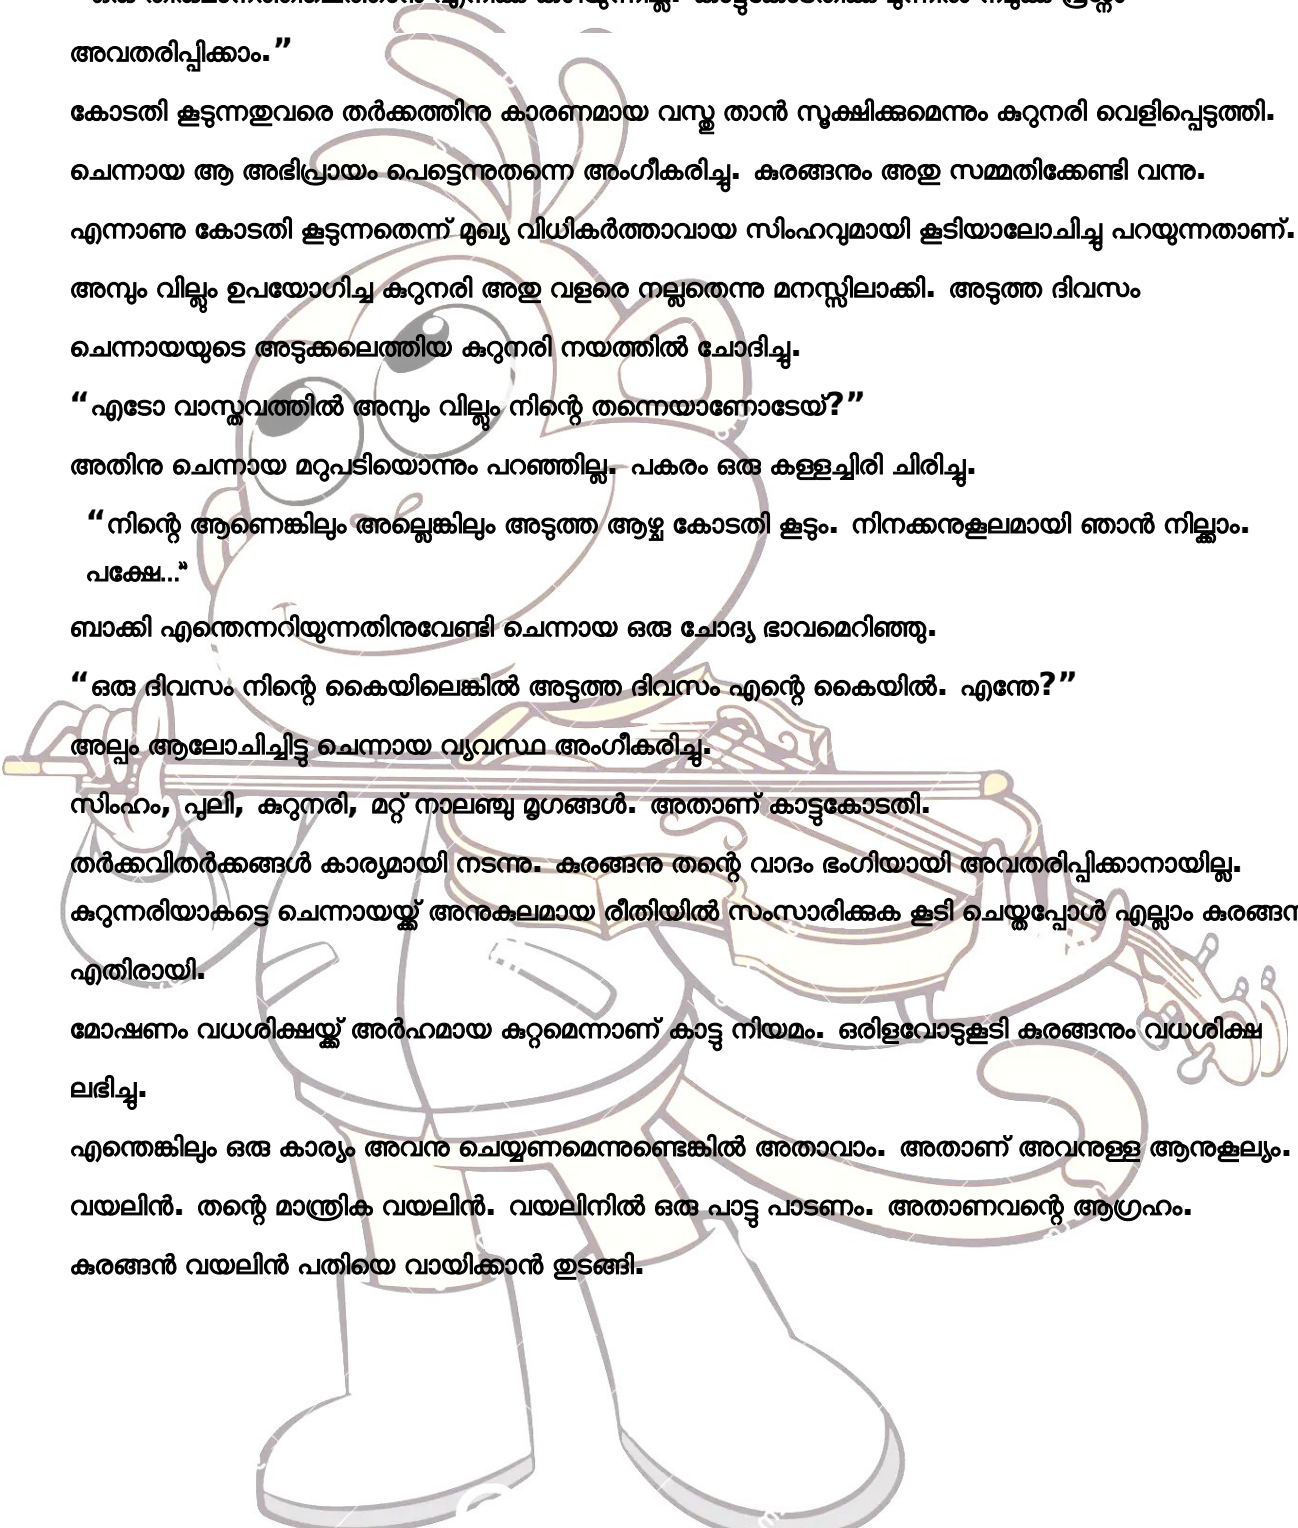 അവതരിപ്പിക്കാം.”
കോടതി കൂടുന്നതുവരെ തർക്കത്തിനു കാരണമായ വസ്തു താൻ സൂക്ഷിക്കുമെന്നും കുറുനരി വെളിപ്പെടുത്തി.
ചെന്നായ ആ അഭിപ്രായം പെട്ടെന്നുതന്നെ അംഗീകരിച്ചു. കുരങ്ങനും അതു സമ്മതിക്കേണ്ടി വന്നു.
എന്നാണു കോടതി കൂടുന്നതെന്ന് മുഖ്യ വിധികർത്താവായ സിംഹവുമായി കൂടിയാലോചിച്ചു പറയുന്നതാണ്.
അമ്പും വില്ലും ഉപയോഗിച്ച കുറുനരി അതു വളരെ നല്ലതെന്നു മനസ്സിലാക്കി. അടുത്ത ദിവസം
ചെന്നായയുടെ അടുക്കലെത്തിയ കുറുനരി നയത്തിൽ ചോദിച്ചു.
“എടോ വാസ്തവത്തിൽ അമ്പും വില്ലും നിന്റെ തന്നെയാണോടേയ്?”
അതിനു ചെന്നായ മറുപടിയൊന്നും പറഞ്ഞില്ല. പകരം ഒരു കള്ളച്ചിരി ചിരിച്ചു.
“നിന്റെ ആണെങ്കിലും അല്ലെങ്കിലും അടുത്ത ആഴ്ച കോടതി കൂടും. നിനക്കനുകൂലമായി ഞാൻ നില്ക്കാം.
പക്ഷേ...”
ബാക്കി എന്തെന്നറിയുന്നതിനുവേണ്ടി ചെന്നായ ഒരു ചോദ്യ ഭാവമെറിഞ്ഞു.
“ഒരു ദിവസം നിന്റെ കൈയിലെങ്കിൽ അടുത്ത ദിവസം എന്റെ കൈയിൽ. എന്തേ?”
അല്പം ആലോചിച്ചിട്ടു ചെന്നായ വ്യവസ്ഥ അംഗീകരിച്ചു.
സിംഹം, പുലി, കുറുനരി, മറ്റ് നാലഞ്ചു മൃഗങ്ങൾ. അതാണ് കാട്ടുകോടതി.
തർക്കവിതർക്കങ്ങൾ കാര്യമായി നടന്നു. കുരങ്ങനു തന്റെ വാദം ഭംഗിയായി അവതരിപ്പിക്കാനായില്ല.
കുറുന്നരിയാകട്ടെ ചെന്നായയ്ക്ക് അനുകുലമായ രീതിയിൽ സംസാരിക്കുക കൂടി ചെയ്തപ്പോൾ എല്ലാം
എതിരായി.
മോഷണം വധശിക്ഷയ്ക്ക് അർഹമായ കുറ്റമെന്നാണ് കാട്ടു നിയമം. ഒരിളവോടുകൂടി കുരങ്ങനും വധശിക്ഷ
ലഭിച്ചു.
എന്തെങ്കിലും ഒരു കാര്യം അവനു ചെയ്യണമെന്നുണ്ടെങ്കിൽ അതാവാം. അതാണ് അവനുള്ള ആനുകൂല്യം.
വയലിൻ. തന്റെ മാന്ത്രിക വയലിൻ. വയലിനിൽ ഒരു പാട്ടു പാടണം. അതാണവന്റെ ആഗ്രഹം.
കുരങ്ങൻ വയലിൻ പതിയെ വായിക്കാൻ തുടങ്ങി.